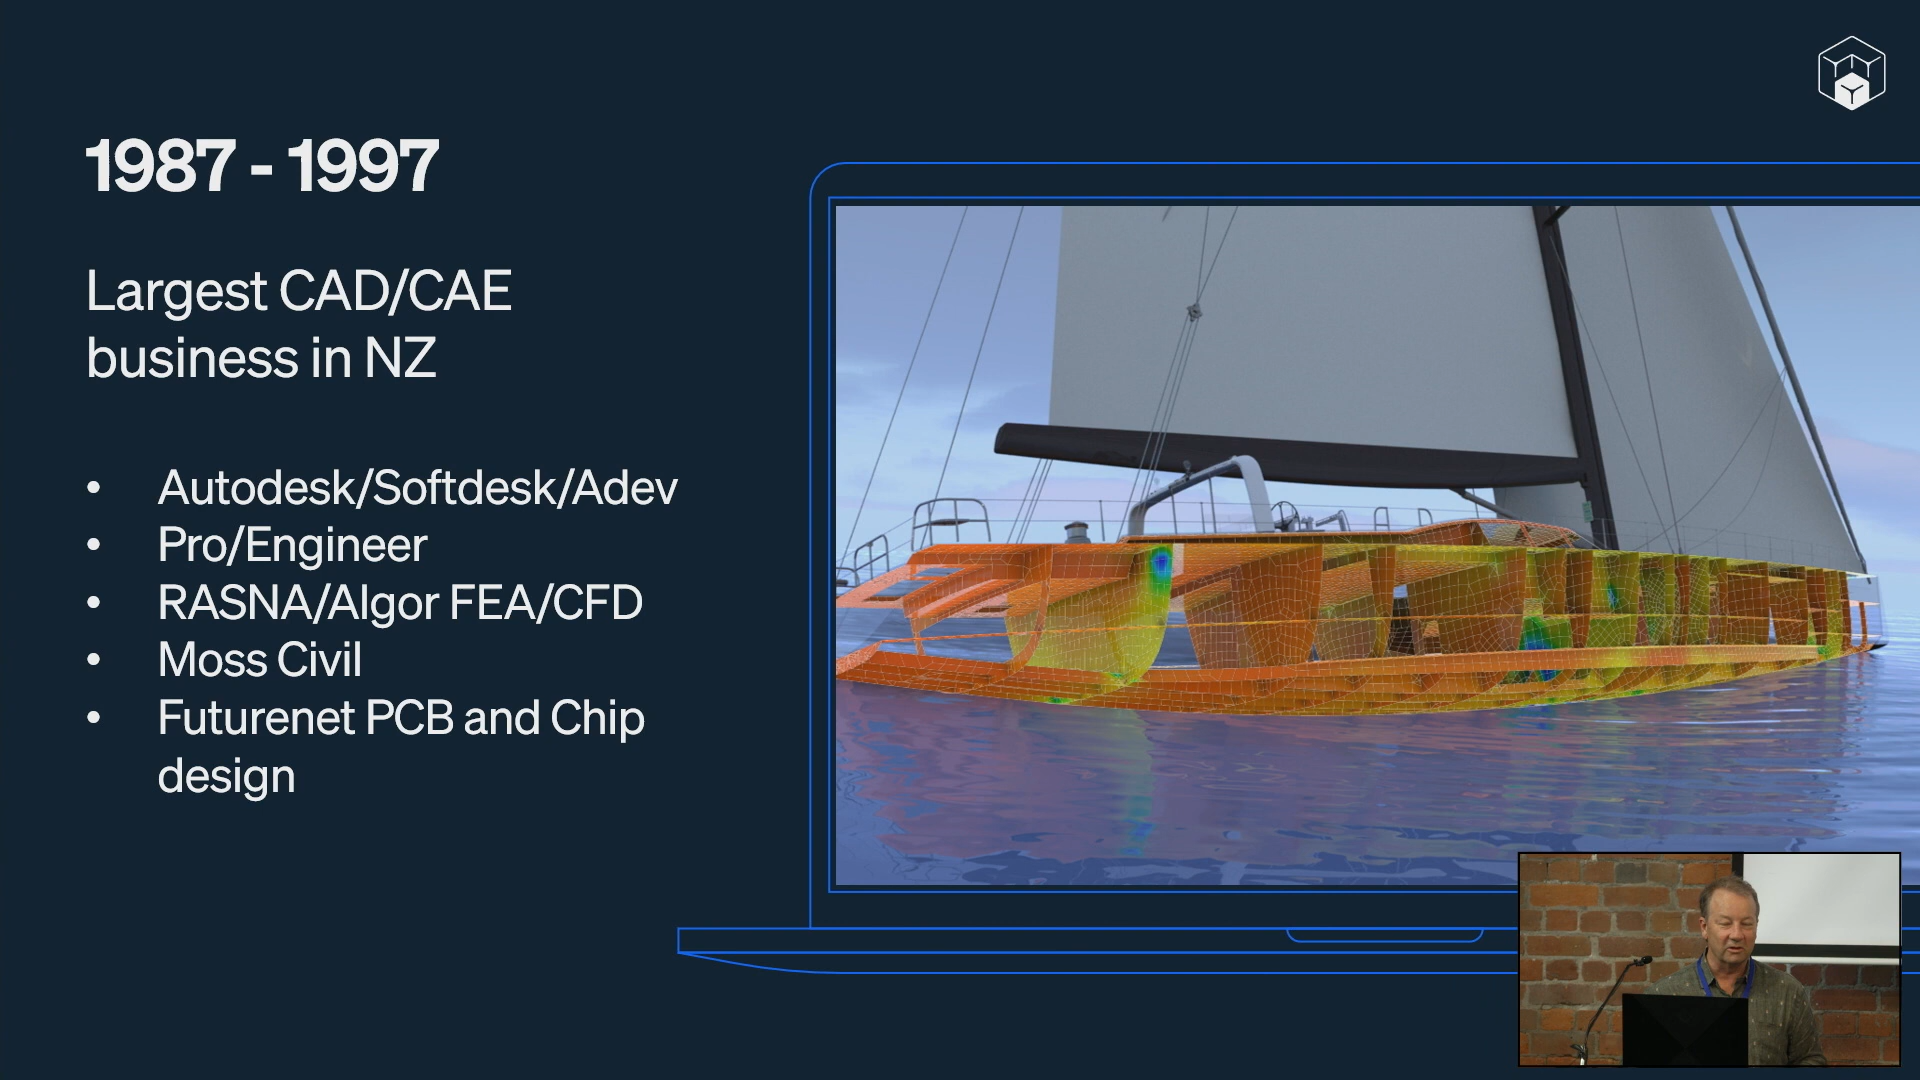 1987 - 1997
Largest CAD/CAE
business in NZ
• Autodesk/Softdesk/Adev
• Pro/Engineer
• RASNA/Algor FEA/CFD
• Moss Civil
• Futurenet PCB and Chip
design